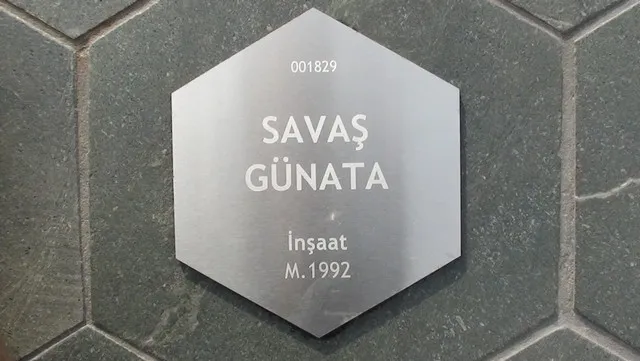 001829
SAVAŞ
GÜNATA
İnşaat
M.1992